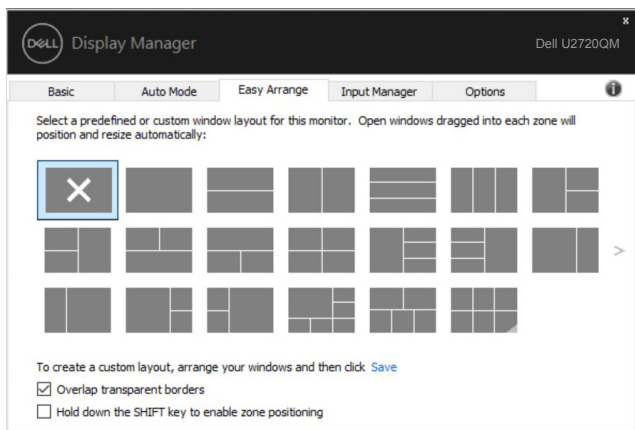 x
DELL Display Manager
Dell U2720QM
Basic Auto Mode Easy Arrange Input Manager Options
Select a predefined or custom window layout for this monitor. Open windows dragged into each zone will
position and resize automatically:
>
To create a custom layout, arrange your windows and then click Save
Overlap transparent borders
Hold down the SHIFT key to enable zone positioning